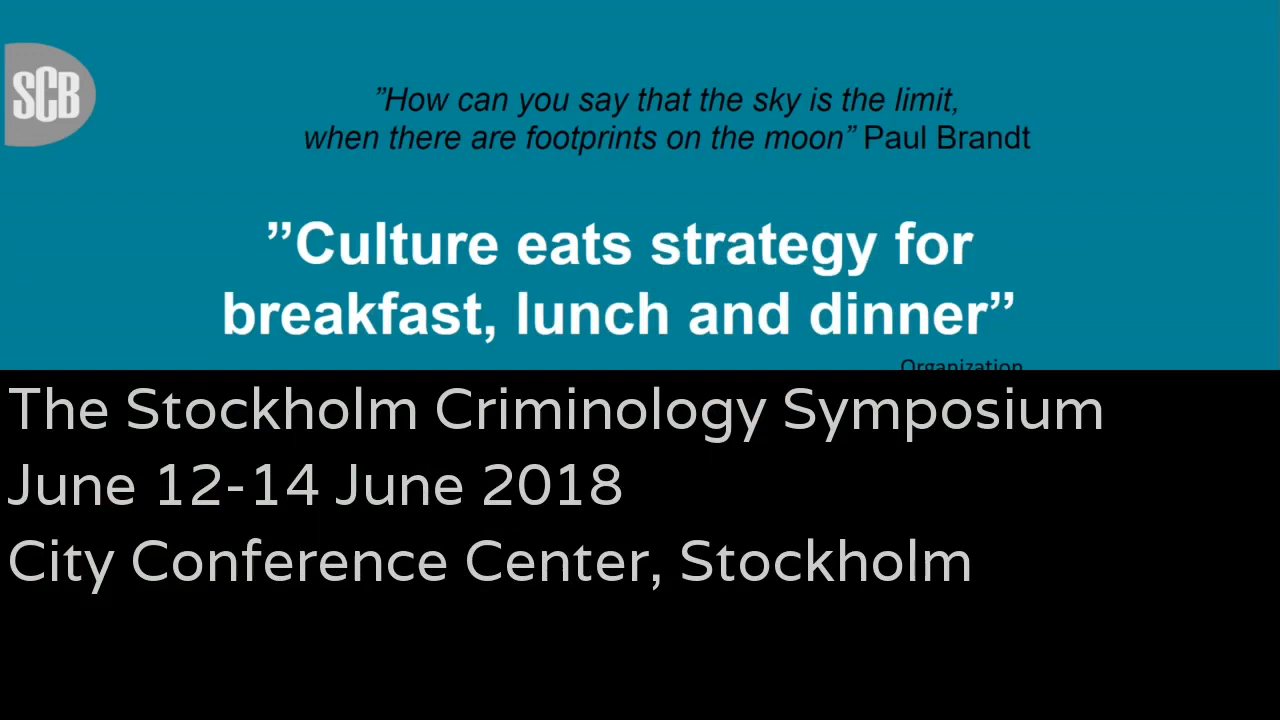 SCB
”How can you say that the sky is the limit,
when there are footprints on the moon” Paul Brandt
”Culture eats strategy for
breakfast, lunch and dinner”
Organization
The Stockholm Criminology Symposium
June 12-14 June 2018
City Conference Center, Stockholm